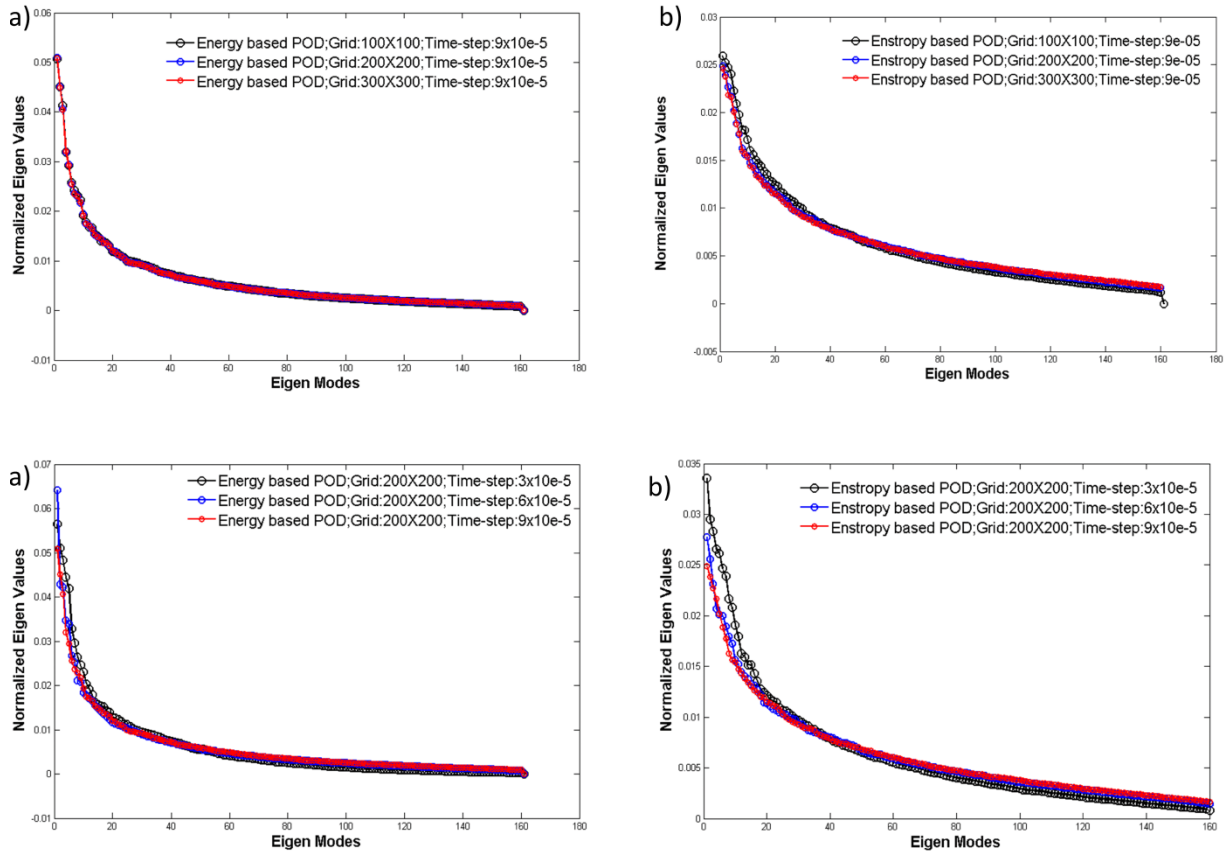 a)
0.06
0.05
0.04
0.03
0.02
0.01
0
-0.01
Normalized Eigen Values
Energy based POD;Grid:100X100;Time-step:9x10e-5
Energy based POD;Grid:200X200;Time-step:9x10e-5
Energy based POD;Grid:300X300;Time-step:9x10e-5
0 20 40 60 80 100 120 140 160 180
Eigen Modes
b)
0.03
0.025
0.02
0.015
0.01
0.005
0
-0.005
Normalized Eigen Values
Enstropy based POD;Grid:100X100;Time-step:9e-05
Enstropy based POD;Grid:200X200;Time-step:9e-05
Enstropy based POD;Grid:300X300;Time-step:9e-05
0 20 40 60 80 100 120 140 160 180
Eigen Modes
a)
0.07
0.06
0.05
0.04
0.03
0.02
0.01
0
-0.01
Normalized Eigen Values
Energy based POD;Grid:200X200;Time-step:3x10e-5
Energy based POD;Grid:200X200;Time-step:6x10e-5
Energy based POD;Grid:200X200;Time-step:9x10e-5
0 20 40 60 80 100 120 140 160 180
Eigen Modes
b)
0.035
0.03
0.025
0.02
0.015
0.01
0.005
0
Normalized Eigen Values
Enstropy based POD;Grid:200X200;Time-step:3x10e-5
Enstropy based POD;Grid:200X200;Time-step:6x10e-5
Enstropy based POD;Grid:200X200;Time-step:9x10e-5
0 20 40 60 80 100 120 140 160
Eigen Modes